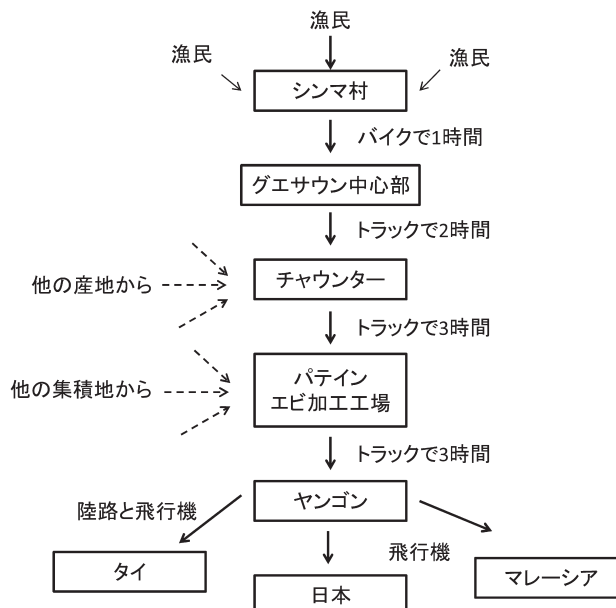 漁民
漁民
漁民
シンマ村
バイクで1時間
グエサウン中心部
トラックで2時間
他の産地から
チャウンター
トラックで3時間
他の集積地から
パテイン
エビ加工工場
トラックで3時間
ヤンゴン
陸路と飛行機
飛行機
タイ
日本
マレーシア